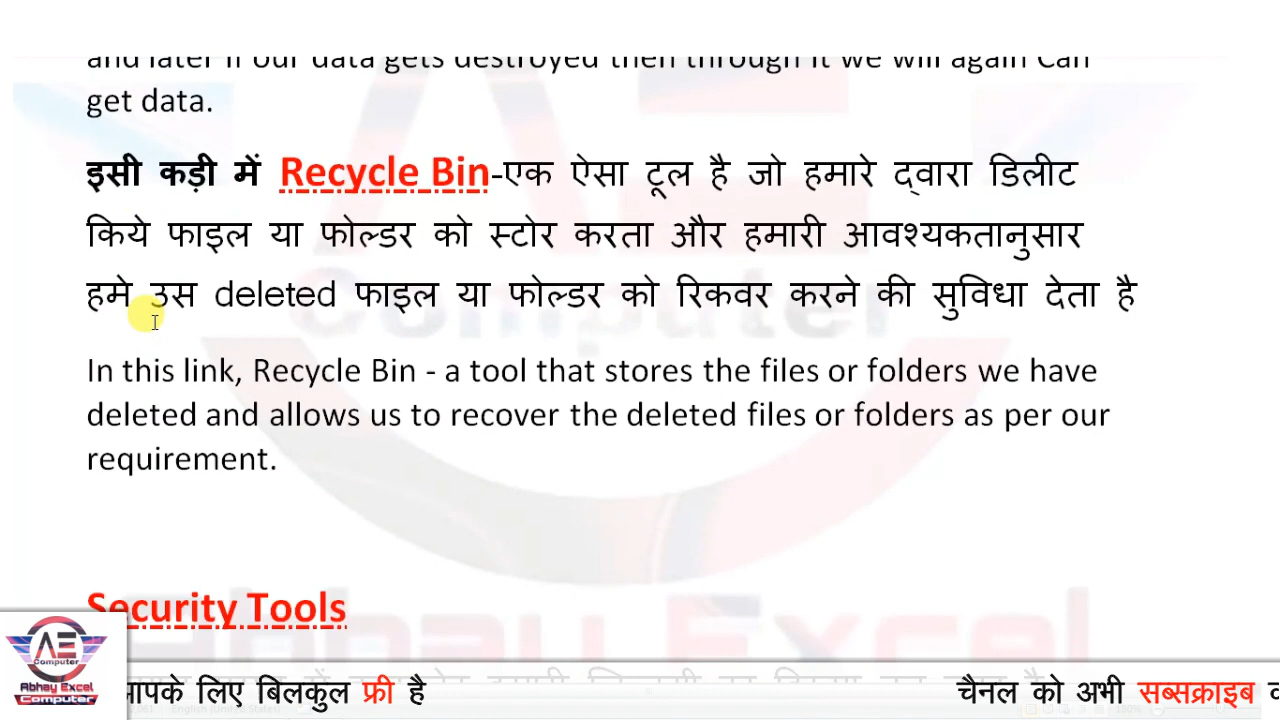 and later if our data gets destroyed then through it we will again Can
get data.
इसी कड़ी में Recycle Bin-एक ऐसा टूल है जो हमारे द्वारा डिलीट
किये फाइल या फोल्डर को स्टोर करता और हमारी आवश्यकतानुसार
हमे उस deleted फाइल या फोल्डर को रिकवर करने की सुविधा देता है
In this link, Recycle Bin - a tool that stores the files or folders we have
deleted and allows us to recover the deleted files or folders as per our
requirement.
Security Tools
AE
Computer
Abhay Excel
Computer
आपके लिए बिलकुल फ्री है
चैनल को अभी सब्सक्राइब